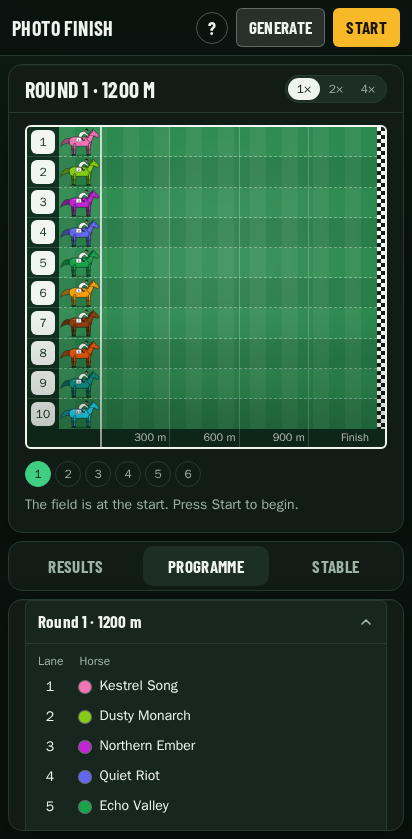 PHOTO FINISH
?
GENERATE
START
ROUND 1 · 1200 M
1× 2× 4×
1
2
3
4
5
6
7
8
9
10
300 m 600 m 900 m Finish
1 2 3 4 5 6
The field is at the start. Press Start to begin.
RESULTS PROGRAMME STABLE
Round 1 · 1200 m
Lane Horse
1 Kestrel Song
2 Dusty Monarch
3 Northern Ember
4 Quiet Riot
5 Echo Valley